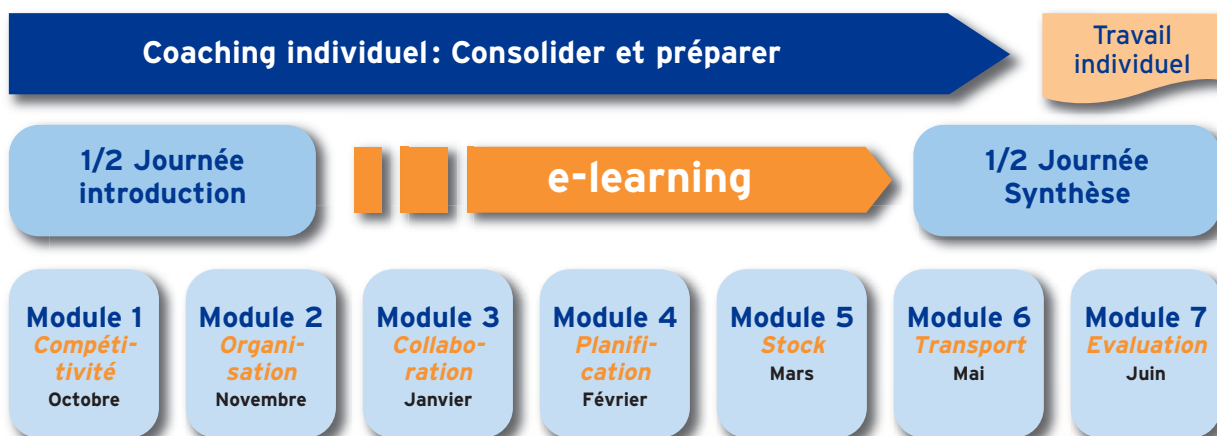 Coaching individuel: Consolider et préparer
Travail
individuel
1/2 Journée
introduction
e-learning
1/2 Journée
Synthèse
Module 1
Compéti-
tivité
Octobre
Module 2
Organi-
sation
Novembre
Module 3
Collabo-
ration
Janvier
Module 4
Planifi-
cation
Février
Module 5
Stock
Mars
Module 6
Transport
Mai
Module 7
Evaluation
Juin